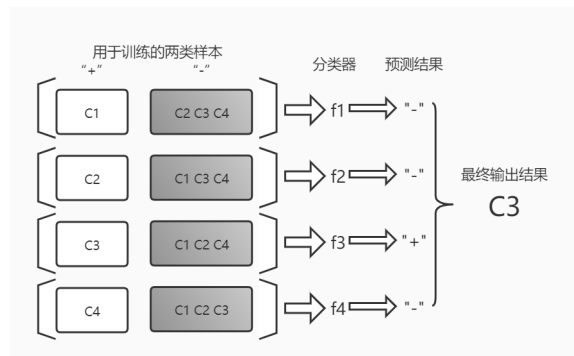 用于训练的两类样本
“+” “-” 分类器 预测结果
C1 C2 C3 C4 f1 "-"
C2 C1 C3 C4 f2 "-" 最终输出结果
C3
C3 C1 C2 C4 f3 "+"
C4 C1 C2 C3 f4 "-"